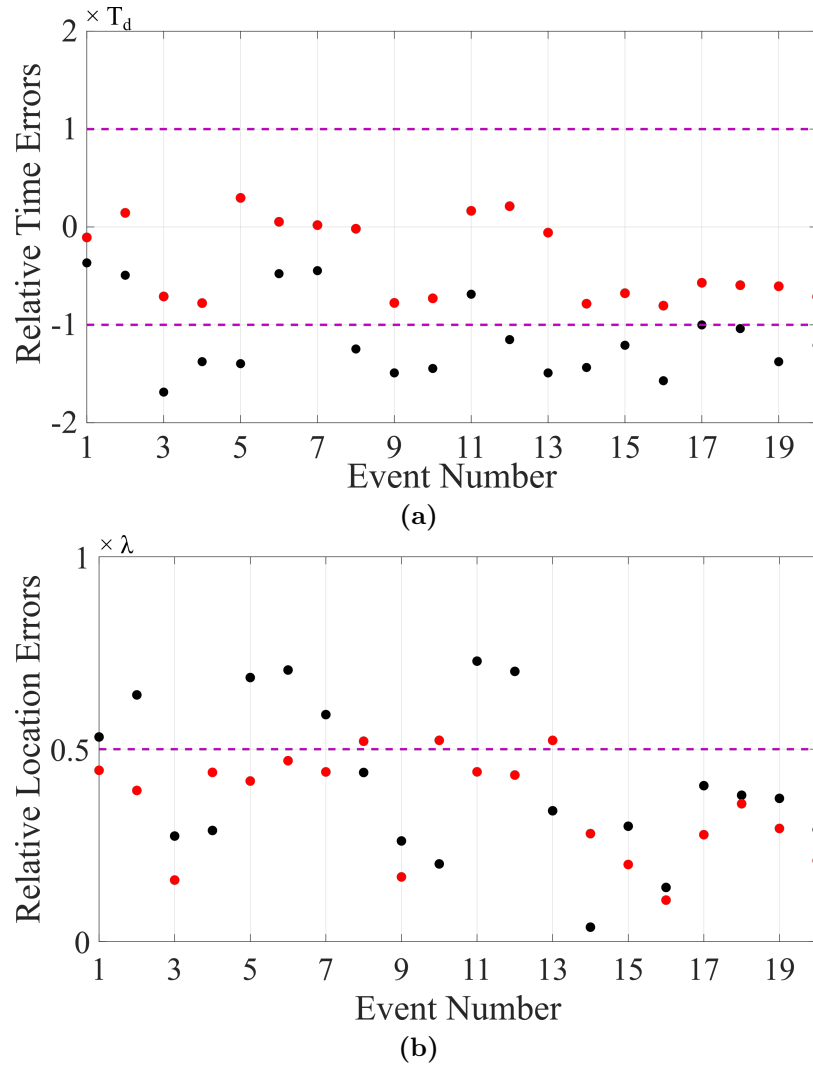 × T_d
2
1
0
-1
-2
Relative Time Errors
1 3 5 7 9 11 13 15 17 19
Event Number
(a)
× λ
1
0.5
0
Relative Location Errors
1 3 5 7 9 11 13 15 17 19
Event Number
(b)